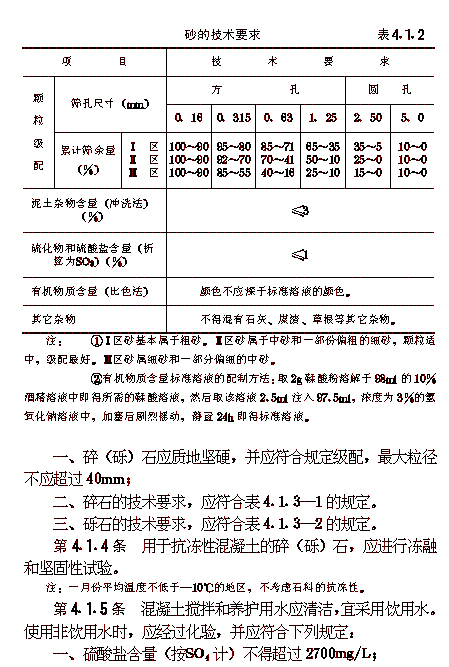 砂的技术要求 表4.1.2
项 目 技 术 要 求
颗粒级配 筛孔尺寸 (mm) 方 孔 圆 孔
0.16 0.315 0.63 1.25 2.50 5.0
累计筛余量(%) Ⅰ 区 100~90 95~80 85~71 65~35 35~5 10~0
Ⅱ 区 100~90 92~70 70~41 50~10 25~0 10~0
Ⅲ 区 100~90 85~55 40~16 25~10 15~0 10~0
泥土杂物含量(冲洗法)
(%) <3
硫化物和硫酸盐含量(折
算为SO₃)(%) <1
有机物质含量(比色法) 颜色不应深于标准溶液的颜色。
其它杂物 不得混有石灰、煤渣、草根等其它杂物。
注: ①Ⅰ区砂基本属于粗砂。Ⅱ区砂属于中砂和一部份偏粗的细砂,颗粒适
中,级配最好。Ⅲ区砂属细砂和一部分偏细的中砂。
②有机物质含量标准溶液的配制方法:取2g鞣酸粉溶解于98ml的10%
酒精溶液中即得所需的鞣酸溶液,然后取该溶液2.5ml注入97.5ml,浓度为3%的氢
氧化钠溶液中,加塞后剧烈摇动,静置24h即得标准溶液。
一、碎(砾)石应质地坚硬,并应符合规定级配,最大粒径
不应超过40mm;
二、碎石的技术要求,应符合表4.1.3—1的规定。
三、砾石的技术要求,应符合表4.1.3—2的规定。
第4.1.4条 用于抗冻性混凝土的碎(砾)石,应进行冻融
和坚固性试验。
注:一月份平均温度不低于—10℃的地区,不考虑石料的抗冻性。
第4.1.5条 混凝土搅拌和养护用水应清洁,宜采用饮用水。
使用非饮用水时,应经过化验,并应符合下列规定:
一、硫酸盐含量(按SO₄计)不得超过2700mg/L;